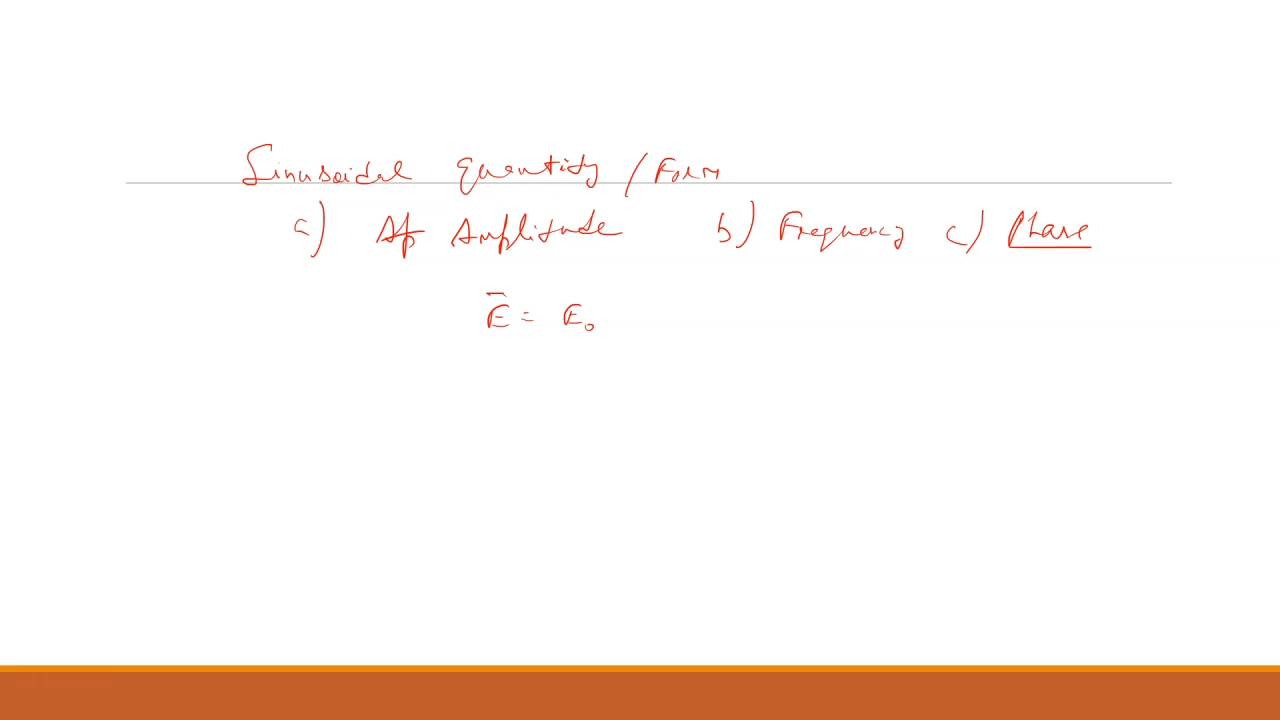 Sinusoidal quantity / Form
a) Amplitude b) Frequency c) Phase
E̅ = E₀